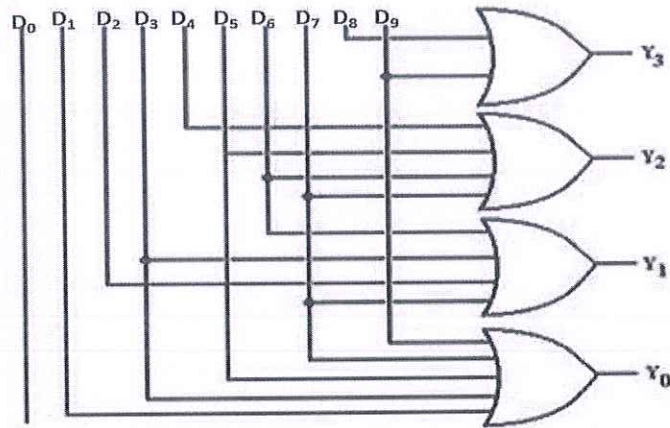 D₀ D₁ D₂ D₃ D₄ D₅ D₆ D₇ D₈ D₉
Y₃
Y₂
Y₁
Y₀